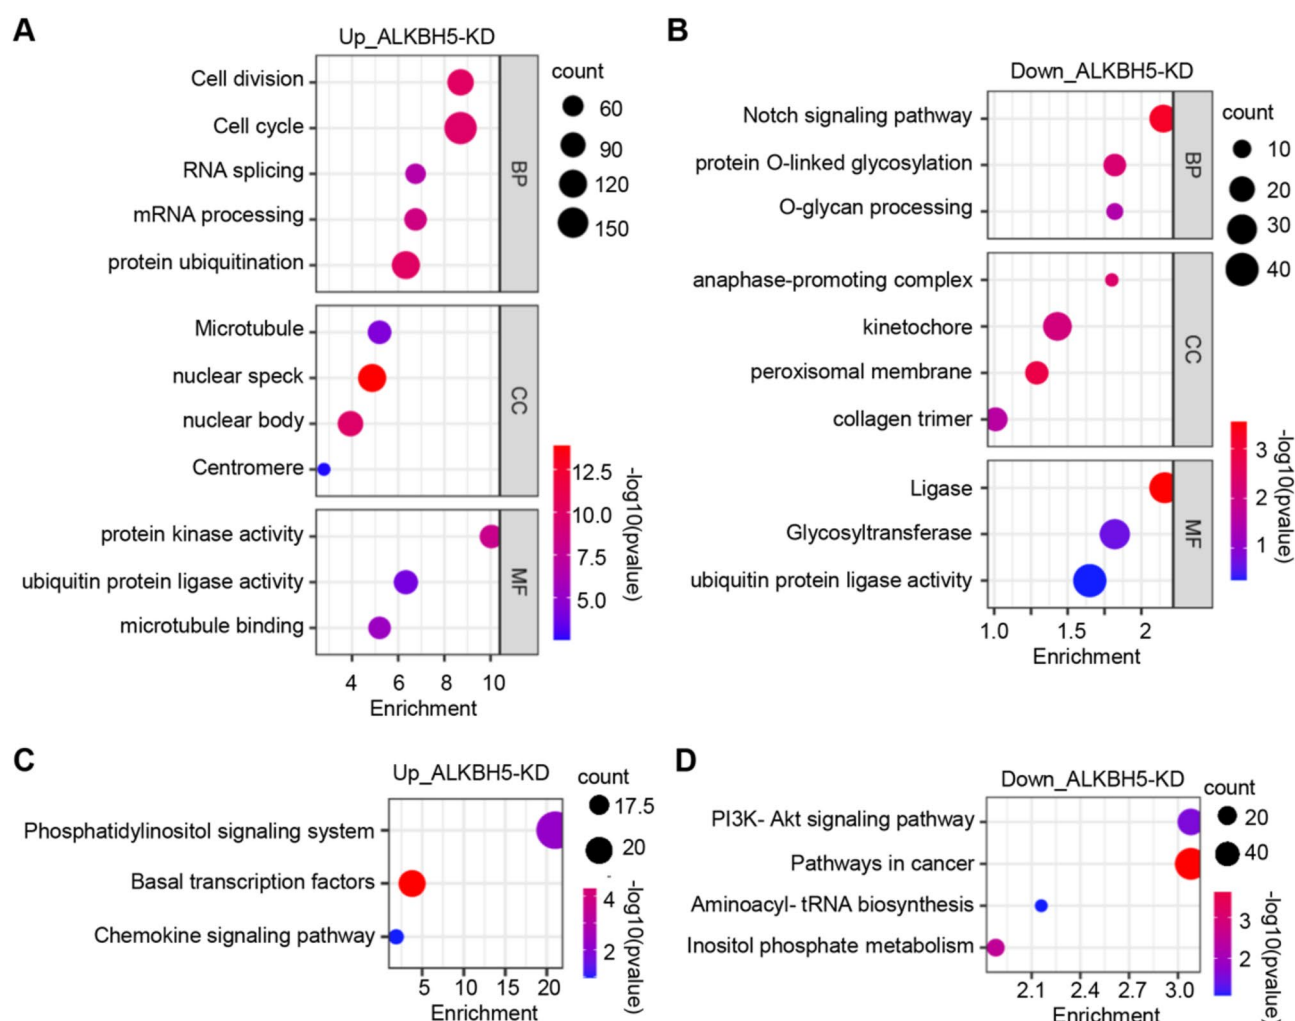 A
Up_ALKBH5-KD
Cell division
Cell cycle
RNA splicing
mRNA processing
protein ubiquitination
BP
Microtubule
nuclear speck
nuclear body
Centromere
CC
protein kinase activity
ubiquitin protein ligase activity
microtubule binding
MF
4 6 8 10
Enrichment
count
60
90
120
150
12.5
10.0
7.5
5.0
-log10(pvalue)
B
Down_ALKBH5-KD
Notch signaling pathway
protein O-linked glycosylation
O-glycan processing
BP
anaphase-promoting complex
kinetochore
peroxisomal membrane
collagen trimer
CC
Ligase
Glycosyltransferase
ubiquitin protein ligase activity
MF
1.0 1.5 2
Enrichment
count
10
20
30
40
3
2
1
-log10(pvalue)
C
Up_ALKBH5-KD
Phosphatidylinositol signaling system
Basal transcription factors
Chemokine signaling pathway
5 10 15 20
Enrichment
count
17.5
20
4
2
-log10(pvalue)
D
Down_ALKBH5-KD
PI3K- Akt signaling pathway
Pathways in cancer
Aminoacyl- tRNA biosynthesis
Inositol phosphate metabolism
2.1 2.4 2.7 3.0
Enrichment
count
20
40
3
2
-log10(pvalue)